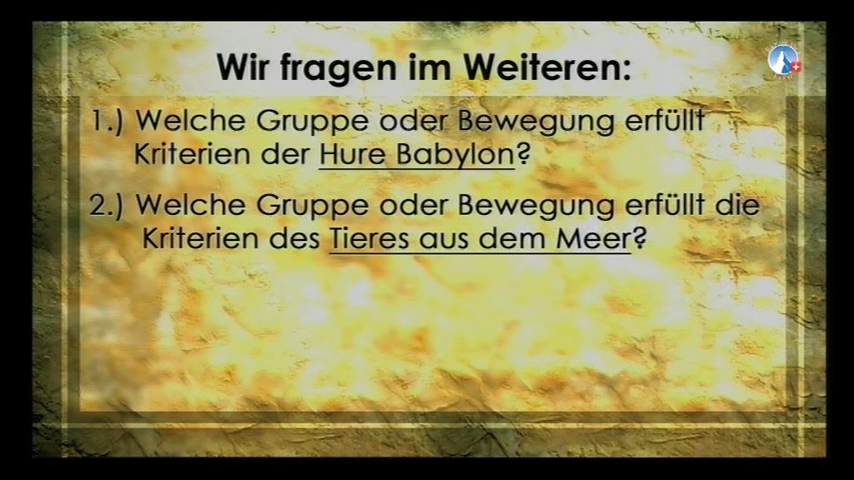 Wir fragen im Weiteren:
1.) Welche Gruppe oder Bewegung erfüllt
Kriterien der Hure Babylon?
2.) Welche Gruppe oder Bewegung erfüllt die
Kriterien des Tieres aus dem Meer?